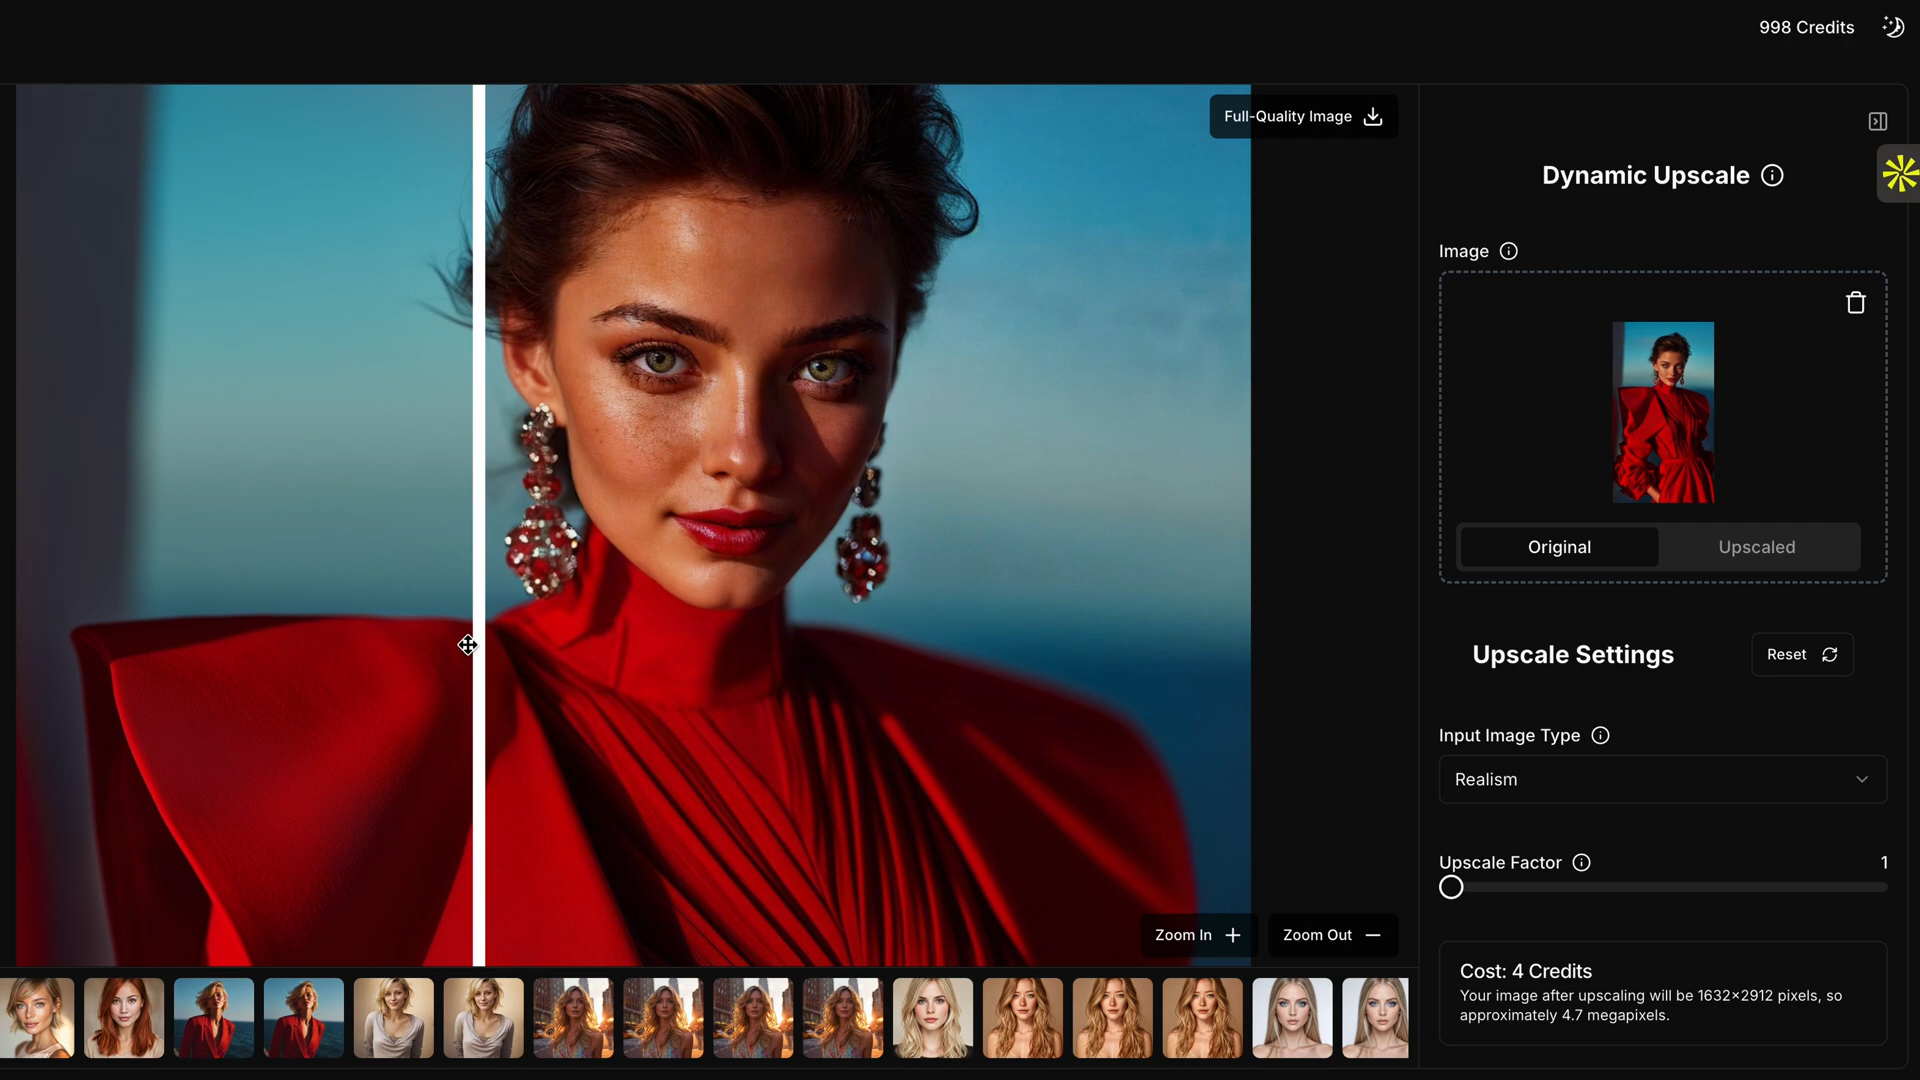 998 Credits
Full-Quality Image
Dynamic Upscale
Image
Original
Upscaled
Upscale Settings
Reset
Input Image Type
Realism
Upscale Factor
1
Zoom In
Zoom Out
Cost: 4 Credits
Your image after upscaling will be 1632×2912 pixels, so
approximately 4.7 megapixels.